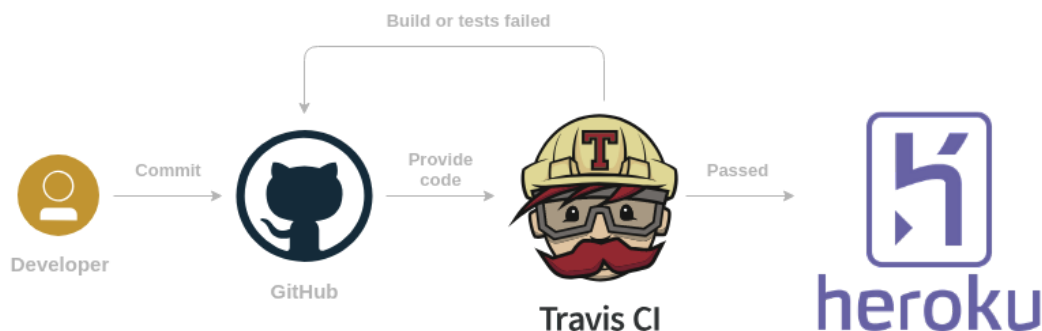 Build or tests failed
Commit
Provide
code
Passed
T
Developer
GitHub
Travis CI
heroku